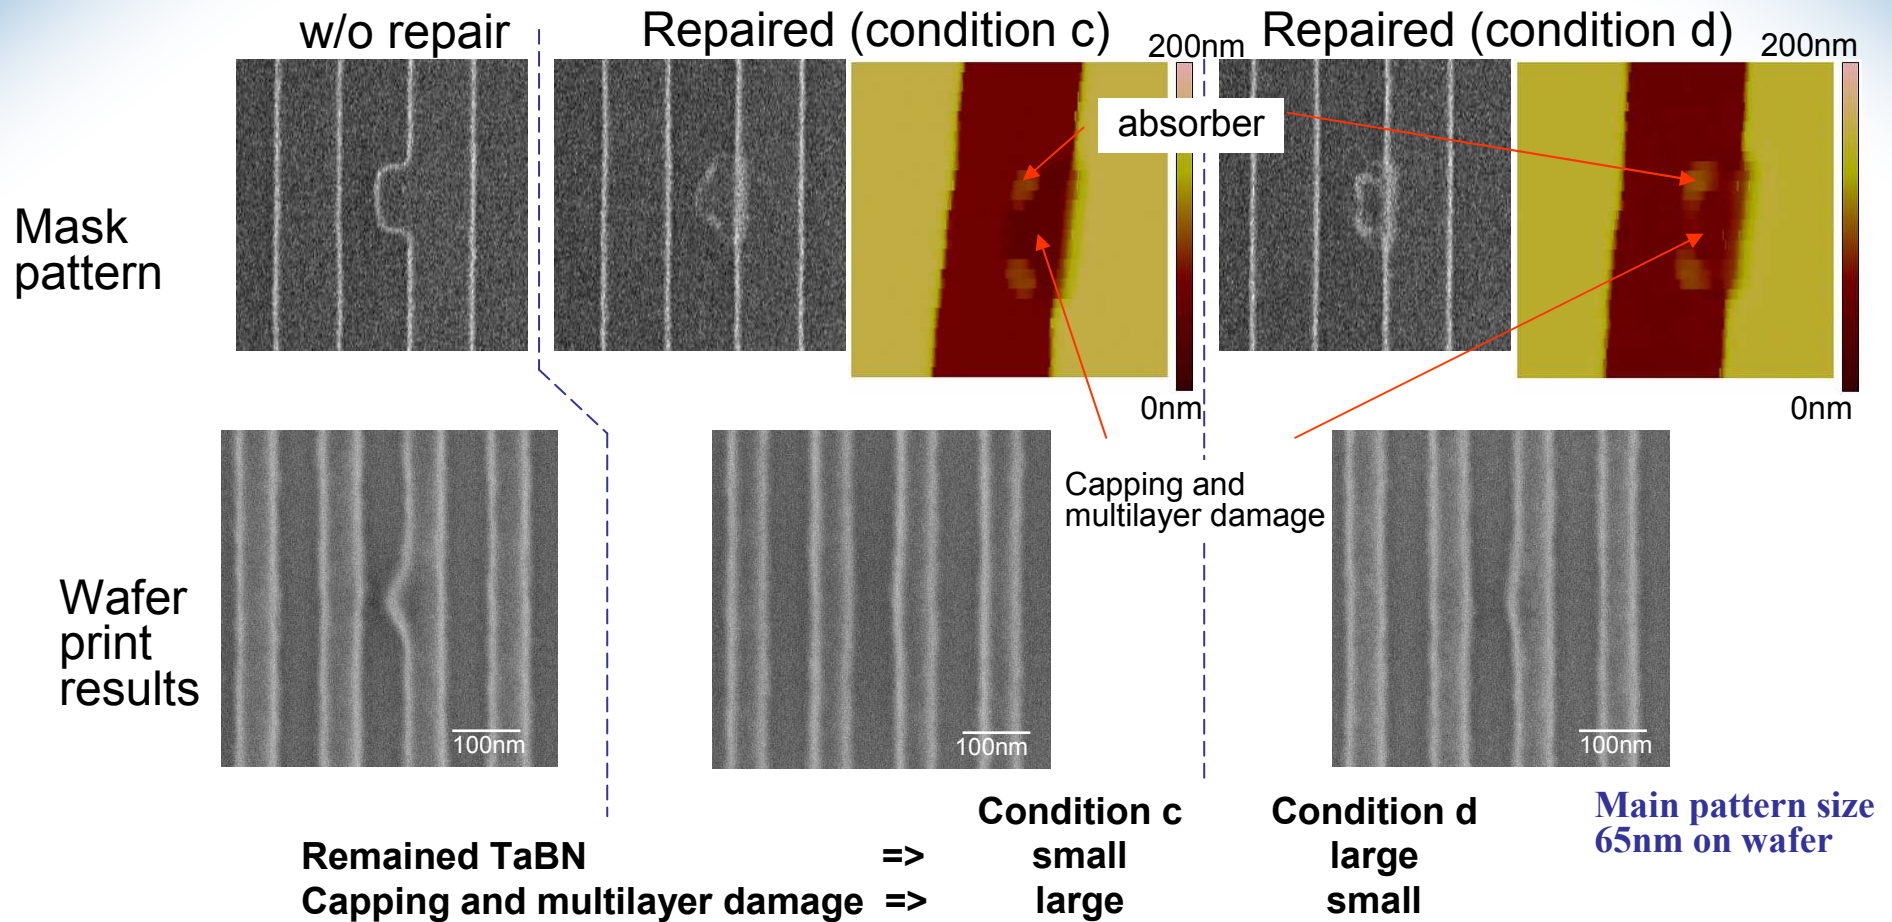 w/o repair
Repaired (condition c)
200nm
Repaired (condition d)
200nm
absorber
Mask
pattern
0nm
0nm
Capping and
multilayer damage
Wafer
print
results
100nm
100nm
100nm
Condition c
Condition d
Main pattern size
65nm on wafer
Remained TaBN => small large
Capping and multilayer damage => large small